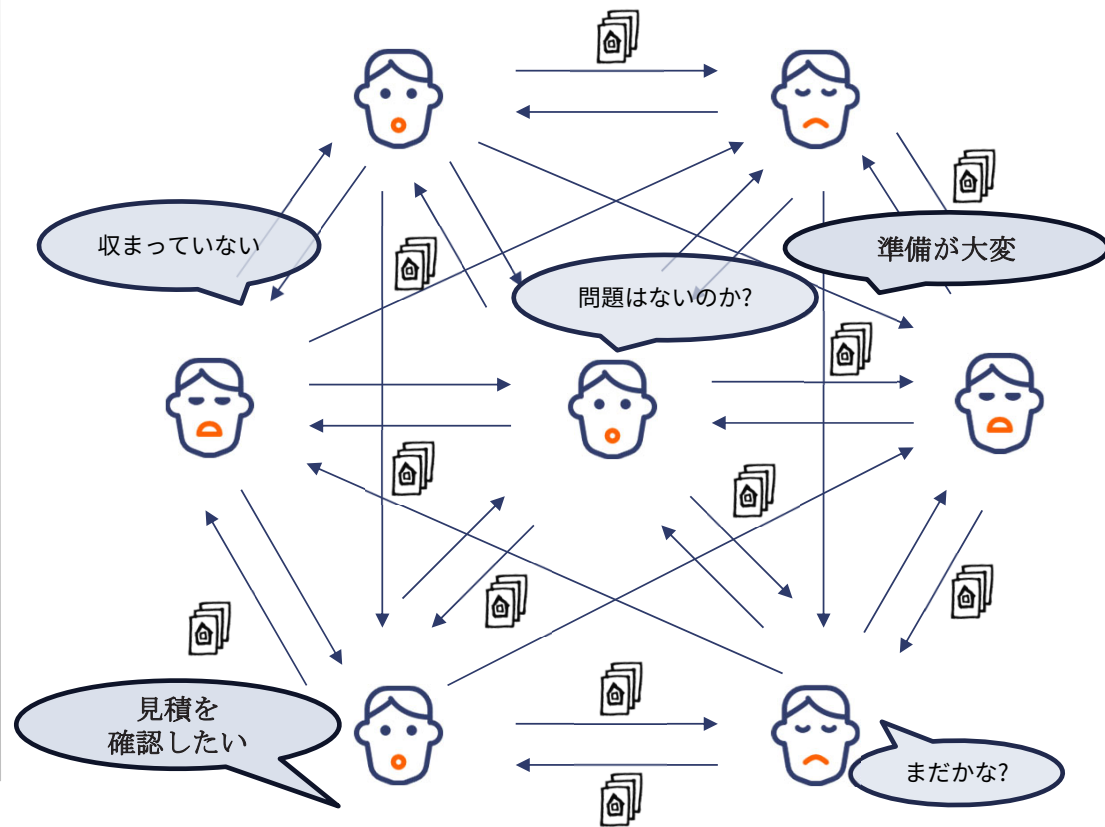 収まっていない
準備が大変
問題はないのか?
見積を
確認したい
まだかな?